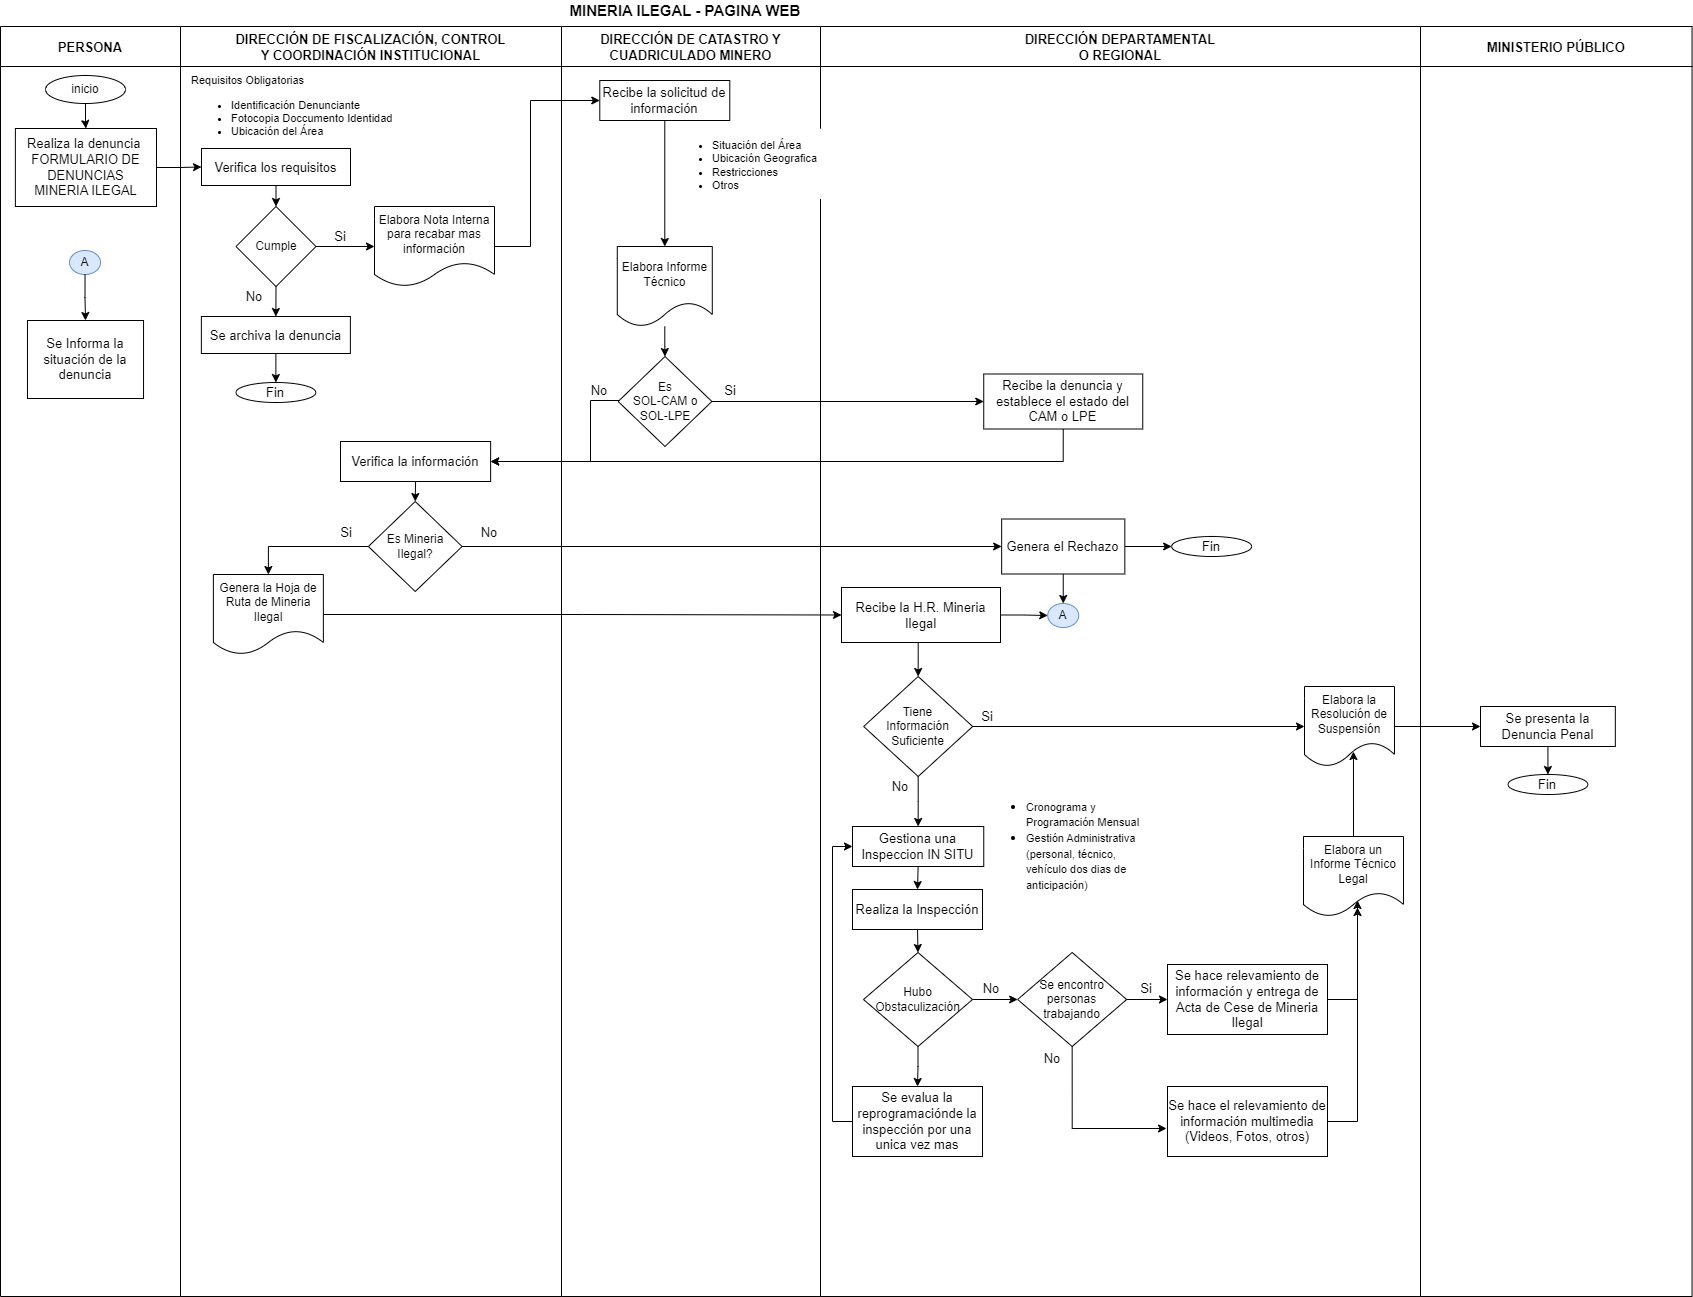 MINERIA ILEGAL - PAGINA WEB
PERSONA
DIRECCIÓN DE FISCALIZACIÓN, CONTROL
Y COORDINACIÓN INSTITUCIONAL
DIRECCIÓN DE CATASTRO Y
CUADRICULADO MINERO
DIRECCIÓN DEPARTAMENTAL
O REGIONAL
MINISTERIO PÚBLICO
inicio
Realiza la denuncia
FORMULARIO DE
DENUNCIAS
MINERIA ILEGAL
A
Se Informa la
situación de la
denuncia
Requisitos Obligatorias
• Identificación Denunciante
• Fotocopia Doccumento Identidad
• Ubicación del Área
Verifica los requisitos
Cumple
Si
Elabora Nota Interna
para recabar mas
información
No
Se archiva la denuncia
Fin
Recibe la solicitud de
información
• Situación del Área
• Ubicación Geografica
• Restricciones
• Otros
Elabora Informe
Técnico
Es
SOL-CAM o
SOL-LPE
No
Si
Recibe la denuncia y
establece el estado del
CAM o LPE
Verifica la información
Es Mineria
Ilegal?
Si
No
Genera el Rechazo
Fin
Genera la Hoja de
Ruta de Mineria
Ilegal
Recibe la H.R. Mineria
Ilegal
A
Tiene
Información
Suficiente
Si
Elabora la
Resolución de
Suspensión
Se presenta la
Denuncia Penal
Fin
No
Gestiona una
Inspeccion IN SITU
• Cronograma y
Programación Mensual
• Gestión Administrativa
(personal, técnico,
vehículo dos dias de
anticipación)
Elabora un
Informe Técnico
Legal
Realiza la Inspección
Hubo
Obstaculización
No
Se encontro
personas
trabajando
Si
Se hace relevamiento de
información y entrega de
Acta de Cese de Mineria
Ilegal
No
Se evalua la
reprogramaciónde la
inspección por una
unica vez mas
Se hace el relevamiento de
información multimedia
(Videos, Fotos, otros)